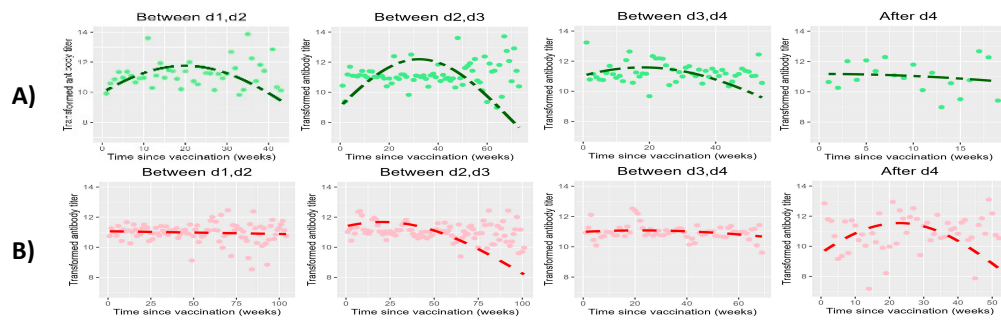 A)
Between d1,d2
Transformed antibody titer
14
12
10
8
0
10
20
30
40
Time since vaccination (weeks)
Between d2,d3
Transformed antibody titer
14
12
10
8
0
20
40
60
Time since vaccination (weeks)
Between d3,d4
Transformed antibody titer
14
12
10
8
0
20
40
Time since vaccination (weeks)
After d4
Transformed antibody titer
14
12
10
8
0
5
10
15
Time since vaccination (weeks)
B)
Between d1,d2
Transformed antibody titer
14
12
10
8
0
25
50
75
100
Time since vaccination (weeks)
Between d2,d3
Transformed antibody titer
14
12
10
8
0
25
50
75
100
Time since vaccination (weeks)
Between d3,d4
Transformed antibody titer
14
12
10
8
0
20
40
60
Time since vaccination (weeks)
After d4
Transformed antibody titer
14
12
10
8
0
10
20
30
40
50
Time since vaccination (weeks)